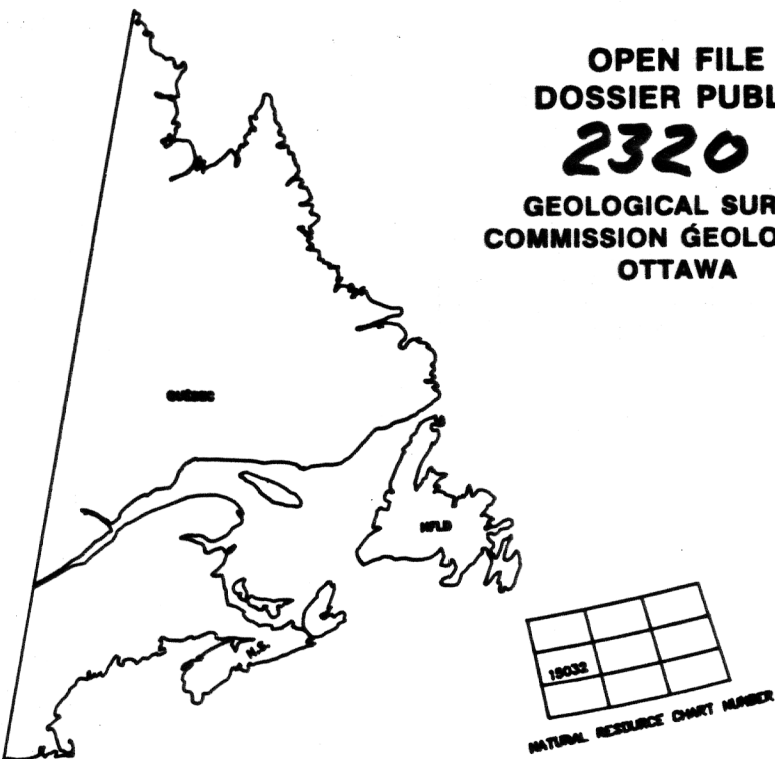 OPEN FILE
DOSSIER PUBL
2320
GEOLOGICAL SUR
COMMISSION GÉOLO
OTTAWA
QUÉBEC
NFLD
N.S.
19032
NATURAL RESOURCE CHART NUMBER